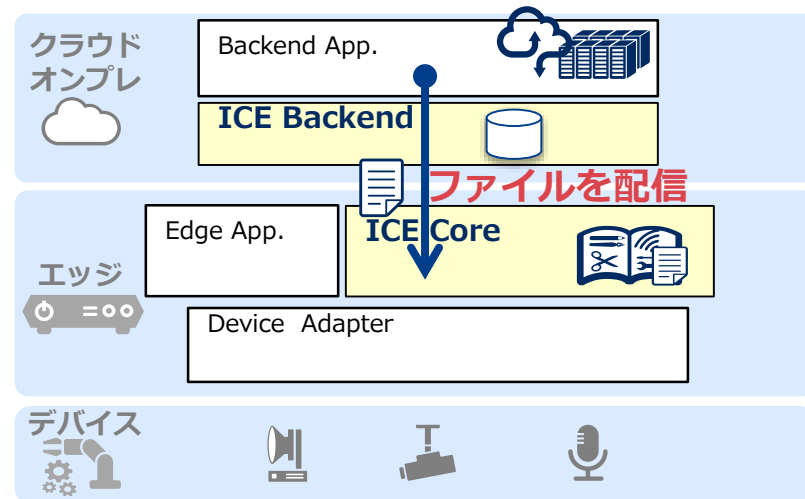 クラウド
オンプレ
Backend App.
ICE Backend
ファイルを配信
エッジ
Edge App.
ICE Core
Device Adapter
デバイス